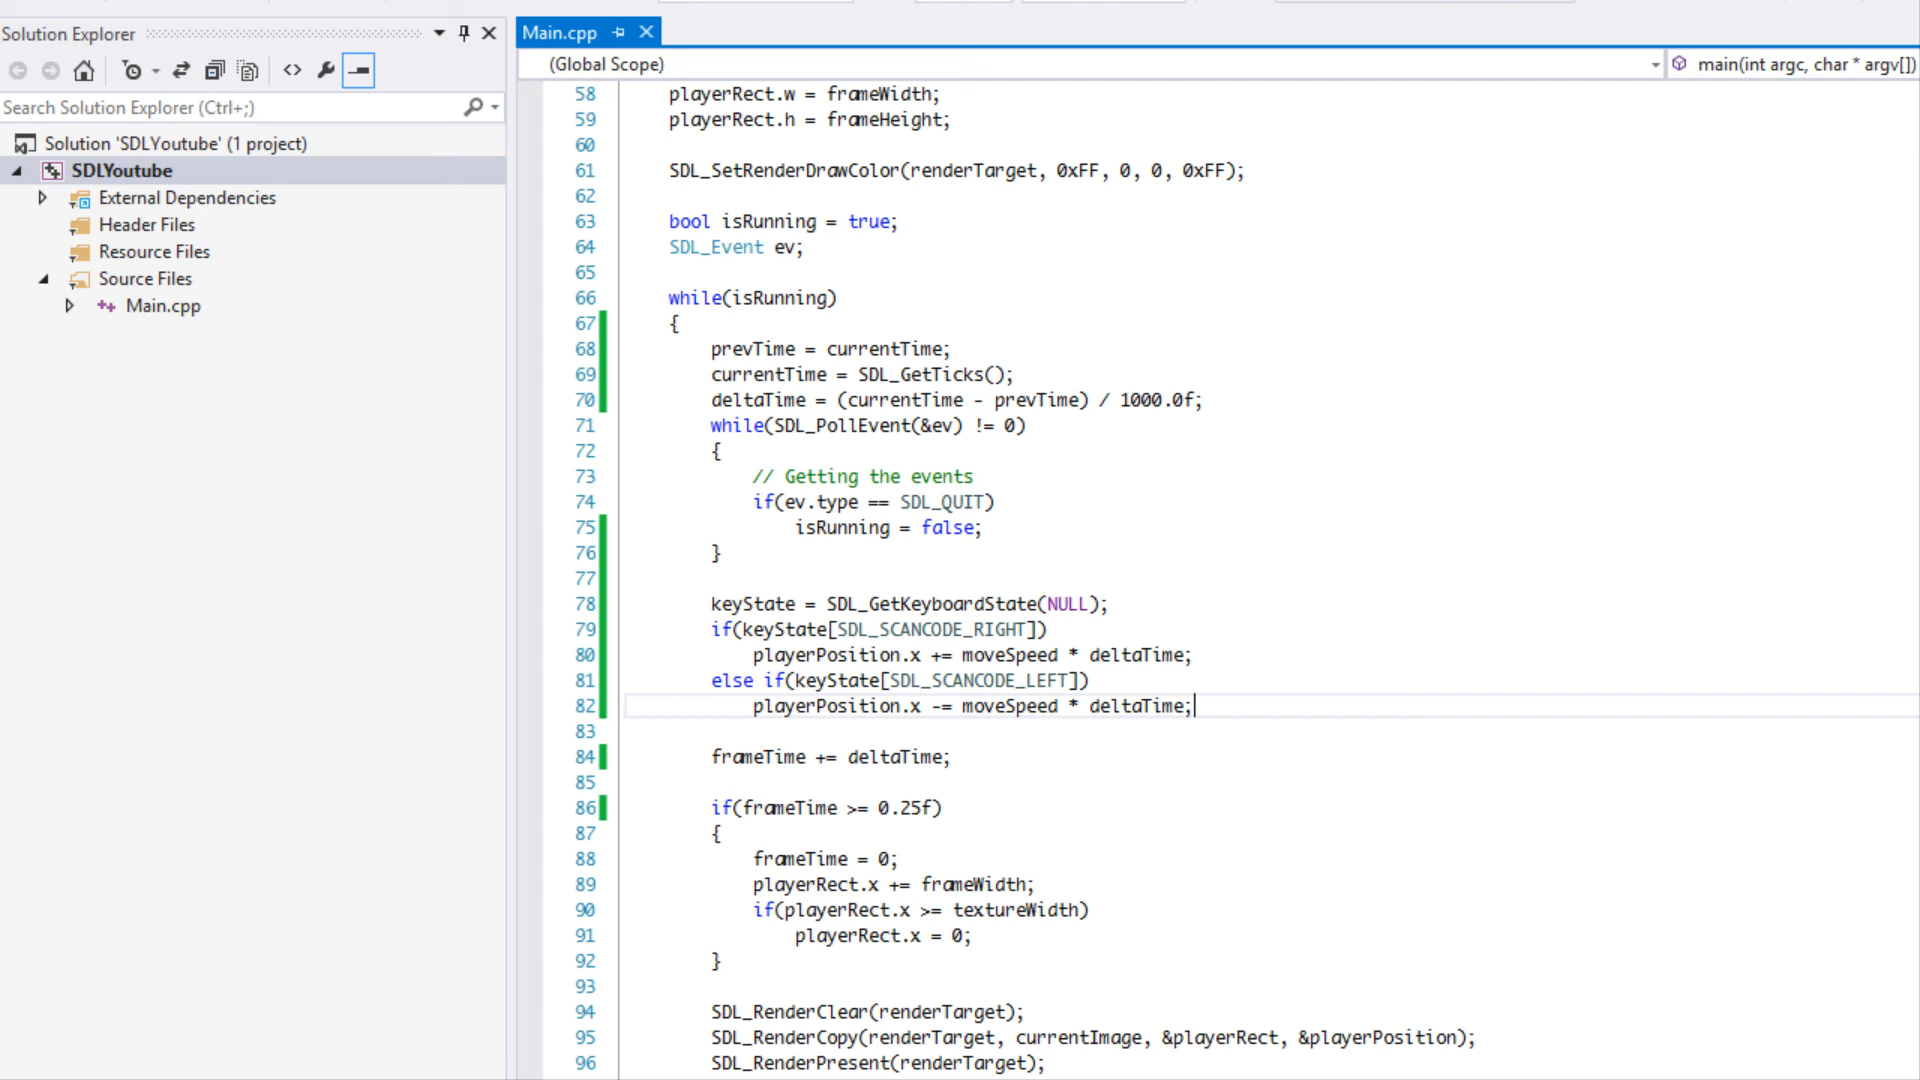 Solution Explorer
Search Solution Explorer (Ctrl+;)
Solution 'SDLYoutube' (1 project)
SDLYoutube
External Dependencies
Header Files
Resource Files
Source Files
Main.cpp
Main.cpp
(Global Scope)
main(int argc, char * argv[])
58 playerRect.w = frameWidth;
59 playerRect.h = frameHeight;
60
61 SDL_SetRenderDrawColor(renderTarget, 0xFF, 0, 0, 0xFF);
62
63 bool isRunning = true;
64 SDL_Event ev;
65
66 while(isRunning)
67 {
68 prevTime = currentTime;
69 currentTime = SDL_GetTicks();
70 deltaTime = (currentTime - prevTime) / 1000.0f;
71 while(SDL_PollEvent(&ev) != 0)
72 {
73 // Getting the events
74 if(ev.type == SDL_QUIT)
75 isRunning = false;
76 }
77
78 keyState = SDL_GetKeyboardState(NULL);
79 if(keyState[SDL_SCANCODE_RIGHT])
80 playerPosition.x += moveSpeed * deltaTime;
81 else if(keyState[SDL_SCANCODE_LEFT])
82 playerPosition.x -= moveSpeed * deltaTime;
83
84 frameTime += deltaTime;
85
86 if(frameTime >= 0.25f)
87 {
88 frameTime = 0;
89 playerRect.x += frameWidth;
90 if(playerRect.x >= textureWidth)
91 playerRect.x = 0;
92 }
93
94 SDL_RenderClear(renderTarget);
95 SDL_RenderCopy(renderTarget, currentImage, &playerRect, &playerPosition);
96 SDL_RenderPresent(renderTarget);